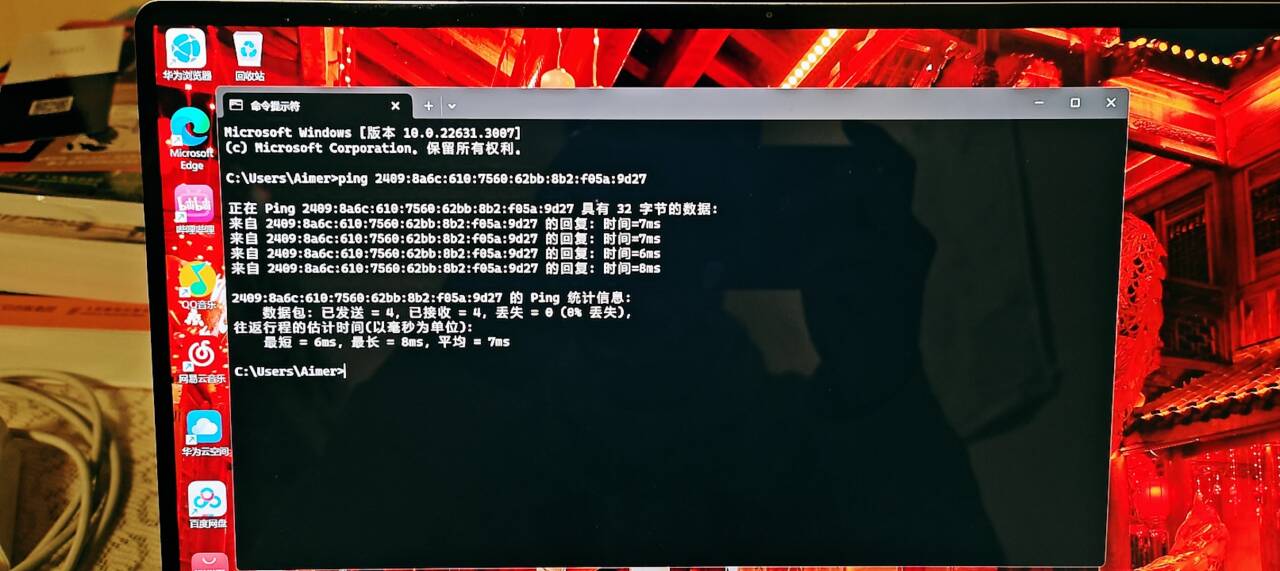 华为浏览器
回收站
Microsoft Edge
哔哩哔哩
QQ音乐
网易云音乐
华为云空间
百度网盘
命令提示符
Microsoft Windows [版本 10.0.22631.3007]
(c) Microsoft Corporation。保留所有权利。
C:\Users\Aimer>ping 2409:8a6c:610:7560:62bb:8b2:f05a:9d27
正在 Ping 2409:8a6c:610:7560:62bb:8b2:f05a:9d27 具有 32 字节的数据:
来自 2409:8a6c:610:7560:62bb:8b2:f05a:9d27 的回复: 时间=7ms
来自 2409:8a6c:610:7560:62bb:8b2:f05a:9d27 的回复: 时间=7ms
来自 2409:8a6c:610:7560:62bb:8b2:f05a:9d27 的回复: 时间=6ms
来自 2409:8a6c:610:7560:62bb:8b2:f05a:9d27 的回复: 时间=8ms
2409:8a6c:610:7560:62bb:8b2:f05a:9d27 的 Ping 统计信息:
数据包: 已发送 = 4, 已接收 = 4, 丢失 = 0 (0% 丢失),
往返行程的估计时间(以毫秒为单位):
最短 = 6ms, 最长 = 8ms, 平均 = 7ms
C:\Users\Aimer>